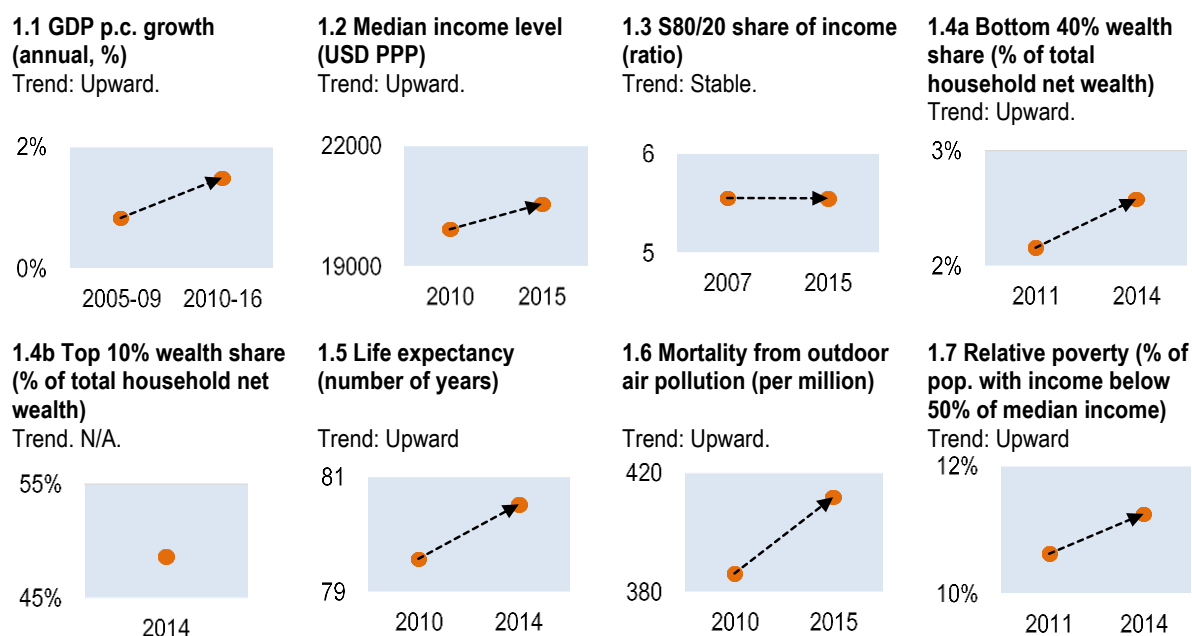 1.1 GDP p.c. growth
(annual, %)
Trend: Upward.
2%
0%
2005-09 2010-16
1.2 Median income level
(USD PPP)
Trend: Upward.
22000
19000
2010 2015
1.3 S80/20 share of income
(ratio)
Trend: Stable.
6
5
2007 2015
1.4a Bottom 40% wealth
share (% of total
household net wealth)
Trend: Upward.
3%
2%
2011 2014
1.4b Top 10% wealth share
(% of total household net
wealth)
Trend. N/A.
55%
45%
2014
1.5 Life expectancy
(number of years)
Trend: Upward
81
79
2010 2014
1.6 Mortality from outdoor
air pollution (per million)
Trend: Upward.
420
380
2010 2015
1.7 Relative poverty (% of
pop. with income below
50% of median income)
Trend: Upward
12%
10%
2011 2014